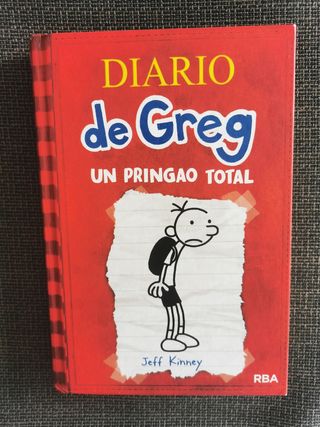 DIARIO
de Greg
UN PRINGAO TOTAL
Jeff Kinney
RBA